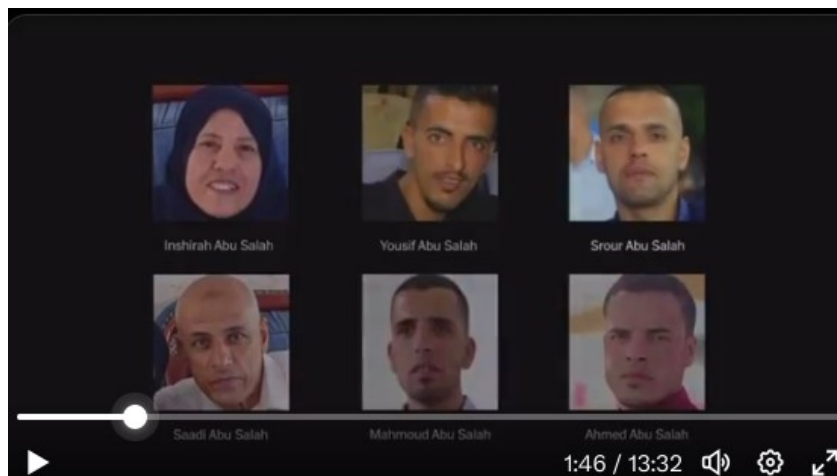 Inshirah Abu Salah
Yousif Abu Salah
Srour Abu Salah
Saadi Abu Salah
Mahmoud Abu Salah
Ahmed Abu Salah
1:46 / 13:32